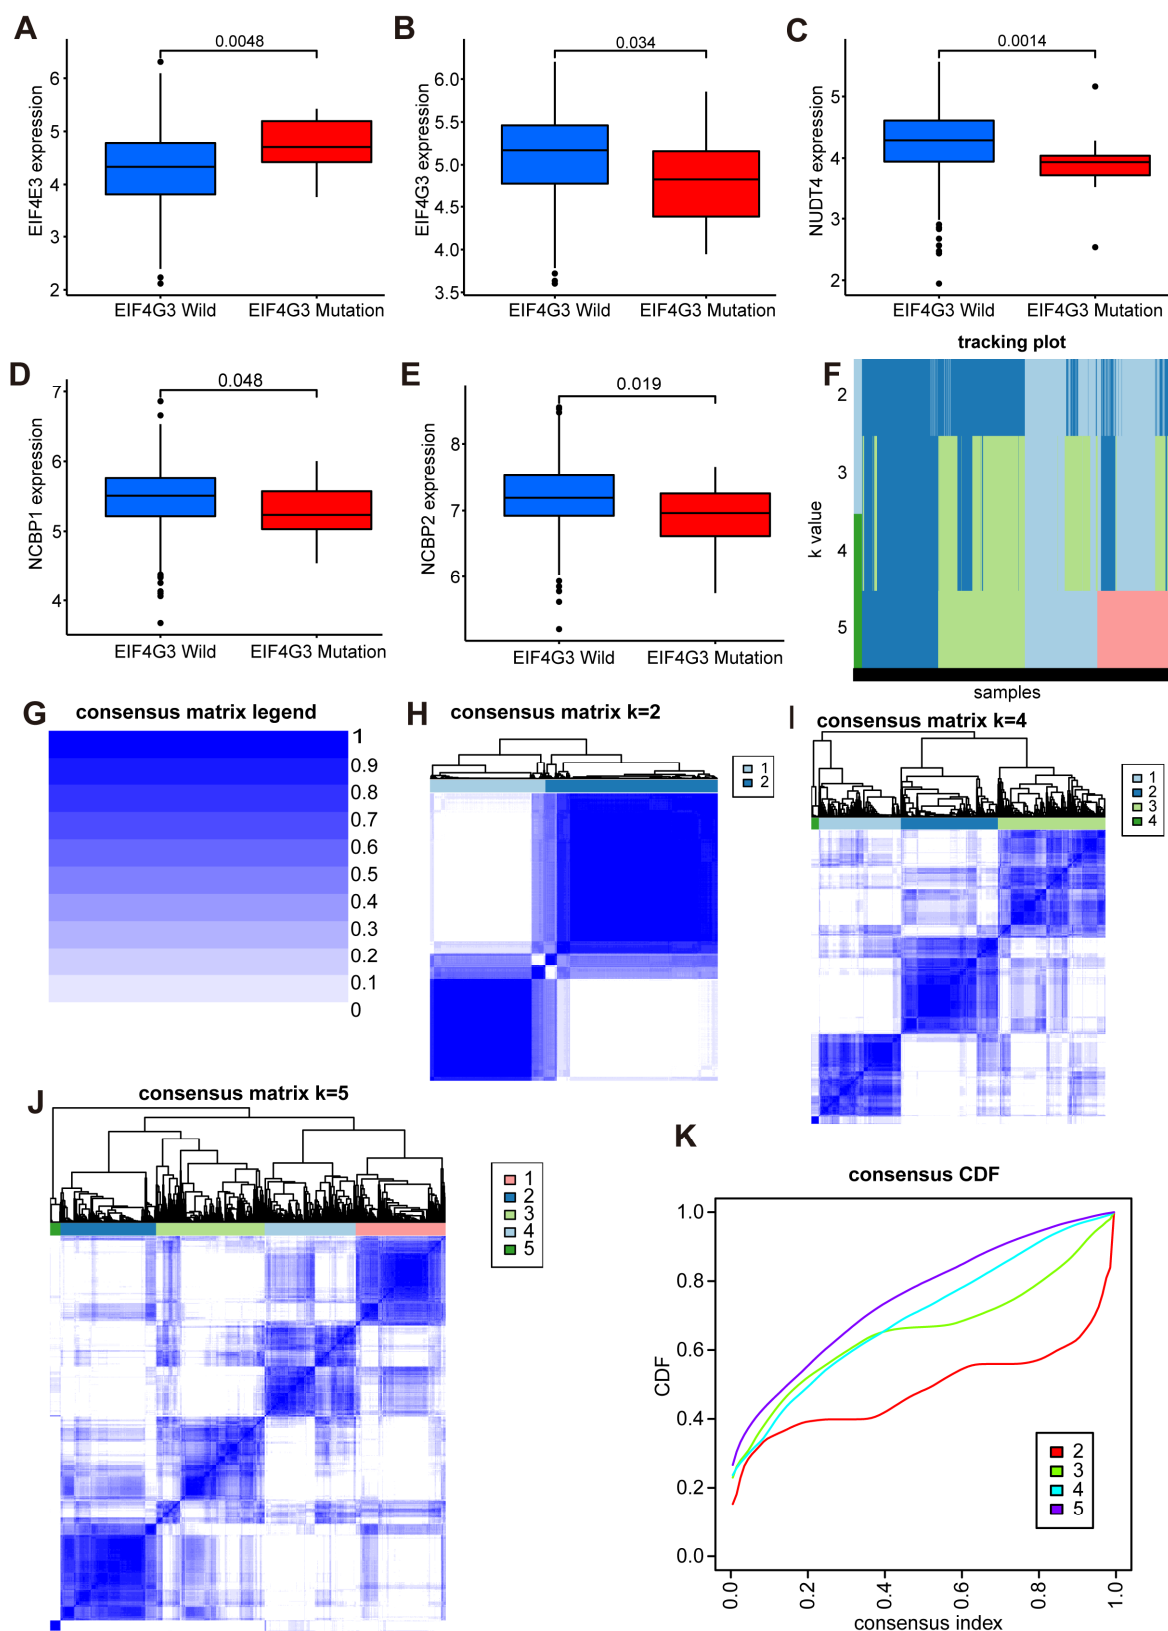 A
0.0048
EIF4E3 expression
6
5
4
3
2
EIF4G3 Wild EIF4G3 Mutation
B
0.034
EIF4G3 expression
6.0
5.5
5.0
4.5
4.0
3.5
EIF4G3 Wild EIF4G3 Mutation
C
0.0014
NUDT4 expression
5
4
3
2
EIF4G3 Wild EIF4G3 Mutation
D
0.048
NCBP1 expression
7
6
5
4
EIF4G3 Wild EIF4G3 Mutation
E
0.019
NCBP2 expression
8
7
6
EIF4G3 Wild EIF4G3 Mutation
F
tracking plot
k value
2
3
4
5
samples
G
consensus matrix legend
1
0.9
0.8
0.7
0.6
0.5
0.4
0.3
0.2
0.1
0
H
consensus matrix k=2
1
2
I
consensus matrix k=4
1
2
3
4
J
consensus matrix k=5
1
2
3
4
5
K
consensus CDF
CDF
1.0
0.8
0.6
0.4
0.2
0.0
2
3
4
5
0.0 0.2 0.4 0.6 0.8 1.0
consensus index